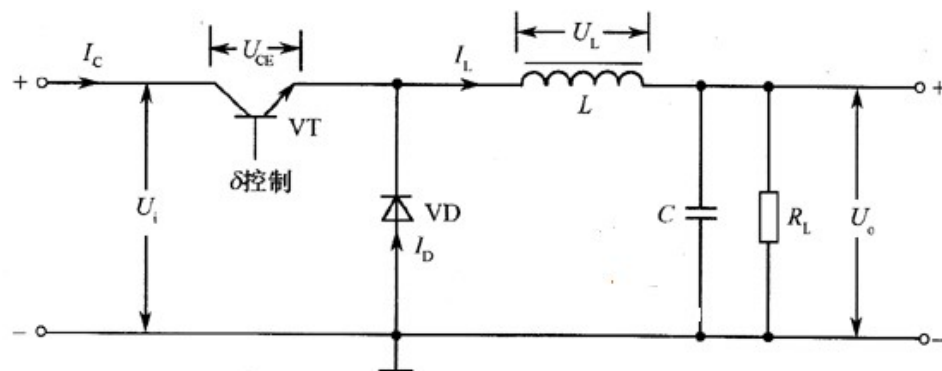 U_CE
U_L
I_C
I_L
+
+
L
VT
δ控制
U_i
VD
I_D
C
R_L
U_o
−
−